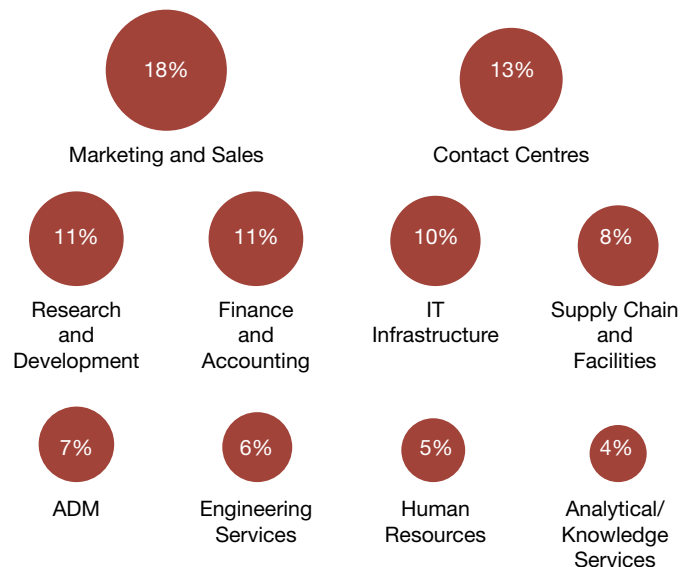 18%
13%
Marketing and Sales
Contact Centres
11%
11%
10%
8%
Research
and
Development
Finance
and
Accounting
IT
Infrastructure
Supply Chain
and
Facilities
7%
6%
5%
4%
ADM
Engineering
Services
Human
Resources
Analytical/
Knowledge
Services